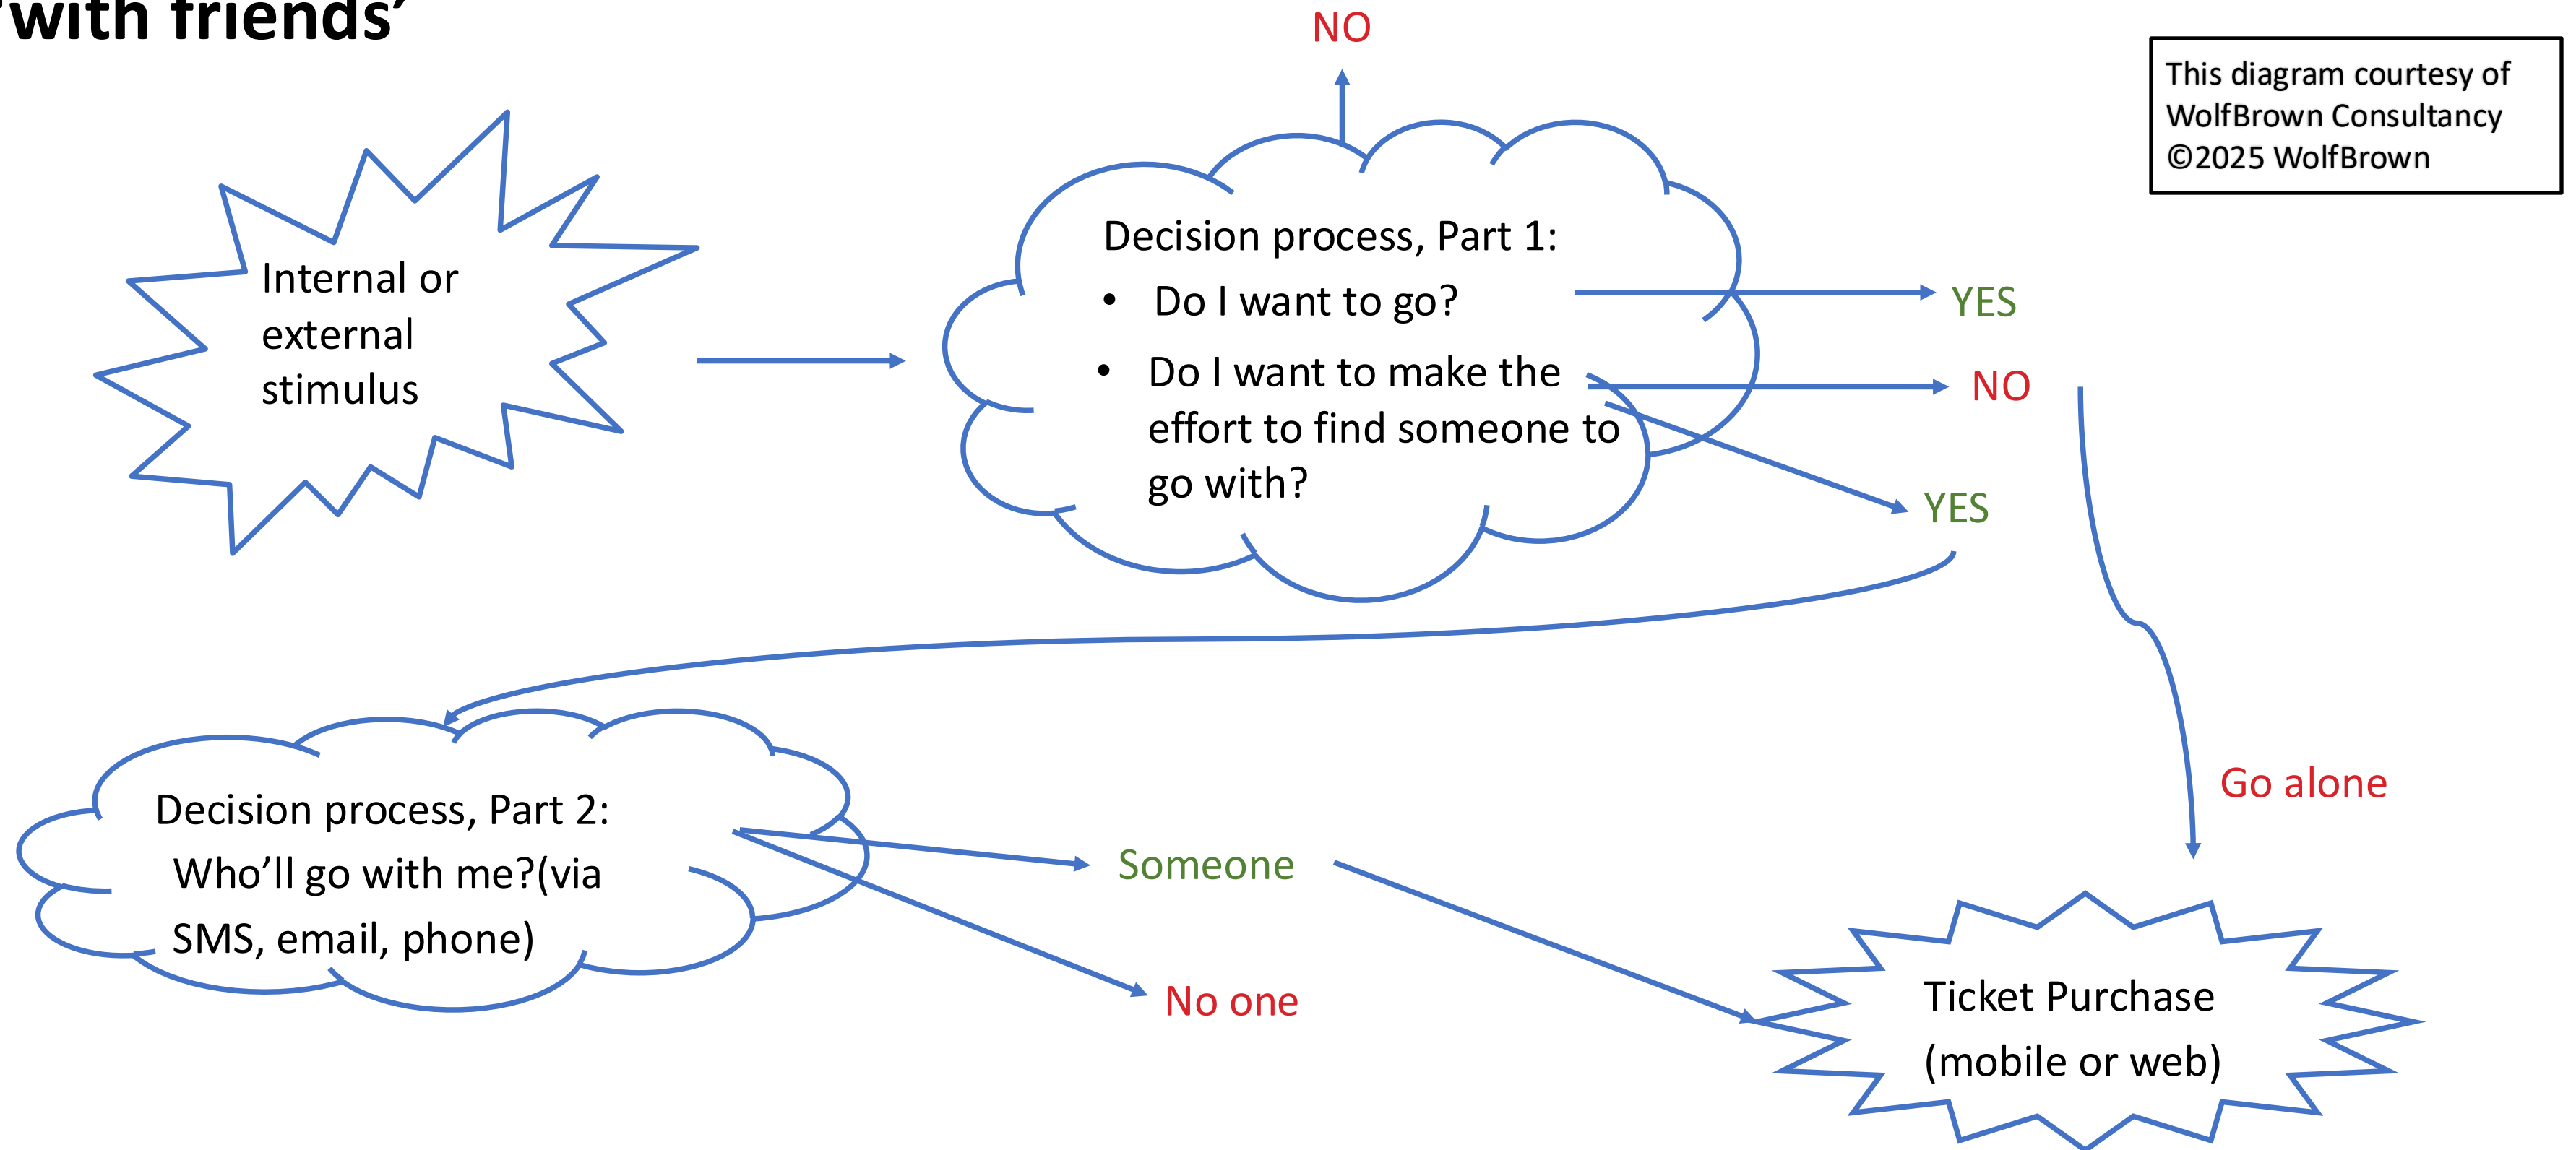 'with friends'
NO
This diagram courtesy of
WolfBrown Consultancy
©2025 WolfBrown
Internal or
external
stimulus
Decision process, Part 1:
• Do I want to go?
• Do I want to make the
effort to find someone to
go with?
YES
NO
YES
Go alone
Decision process, Part 2:
Who'll go with me?(via
SMS, email, phone)
Someone
No one
Ticket Purchase
(mobile or web)